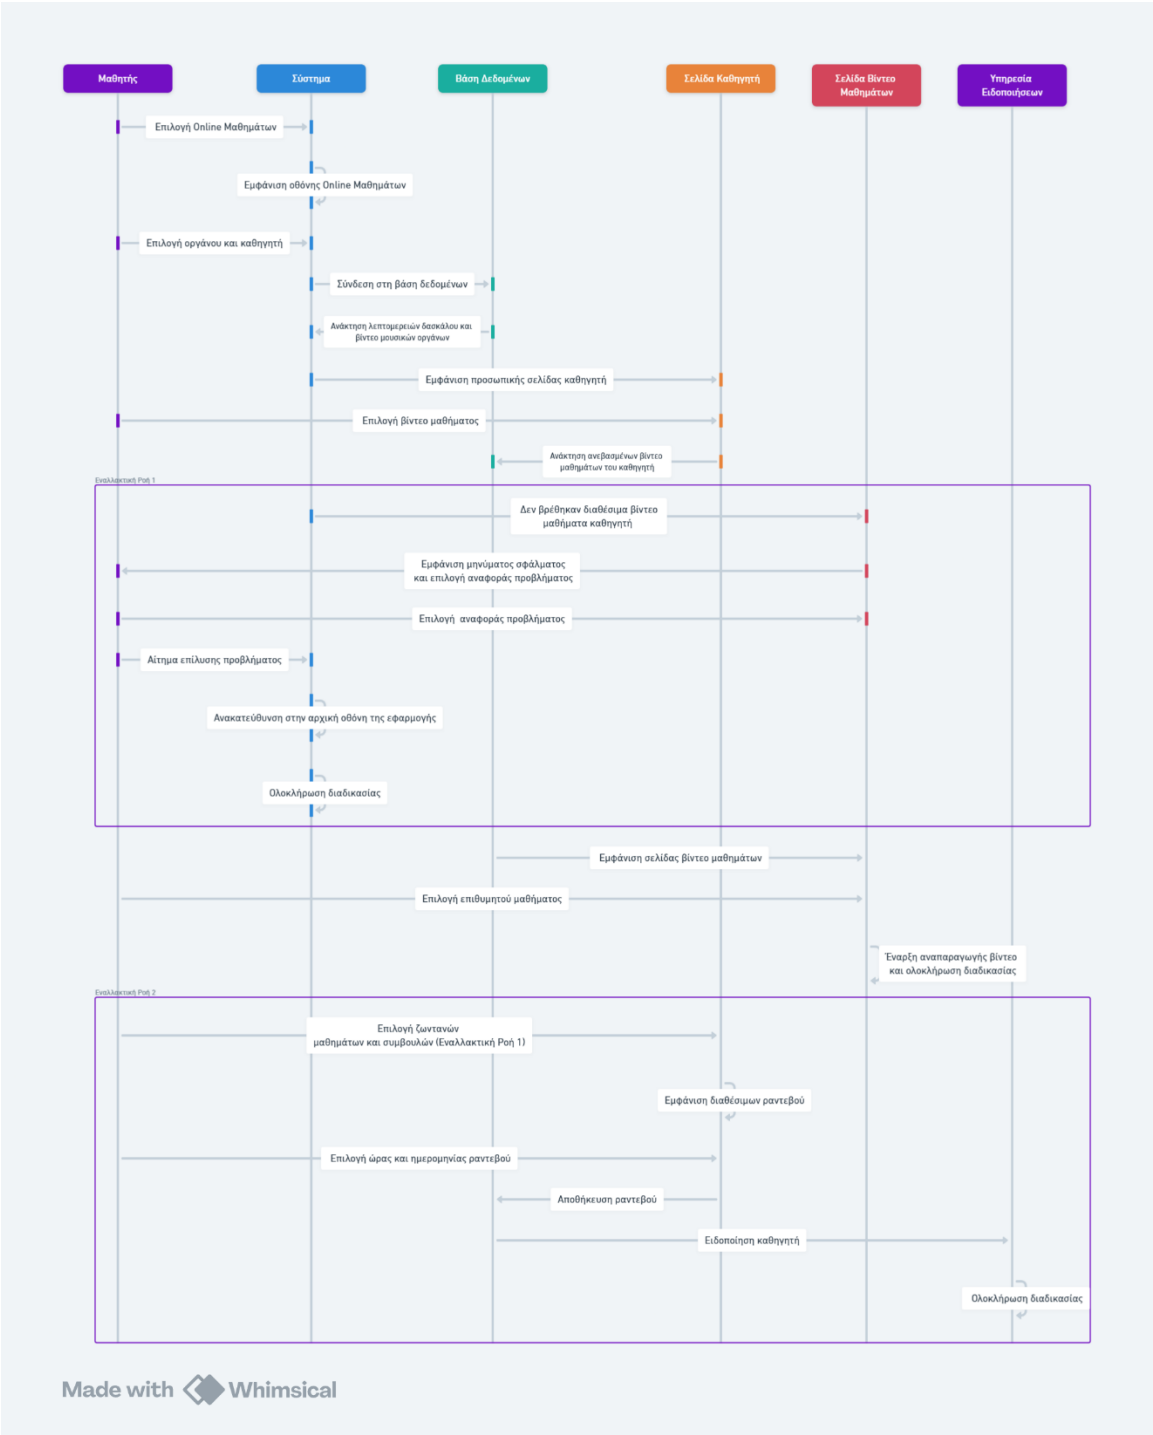 Μαθητής
Σύστημα
Βάση Δεδομένων
Σελίδα Καθηγητή
Σελίδα Βίντεο
Μαθημάτων
Υπηρεσία
Ειδοποιήσεων
Επιλογή Online Μαθημάτων
Εμφάνιση οθόνης Online Μαθημάτων
Επιλογή οργάνου και καθηγητή
Σύνδεση στη βάση δεδομένων
Ανάκτηση λεπτομερειών δασκάλου και
βίντεο μουσικών οργάνων
Εμφάνιση προσωπικής σελίδας καθηγητή
Επιλογή βίντεο μαθήματος
Ανάκτηση ανεβασμένων βίντεο
μαθημάτων του καθηγητή
Εναλλακτική Ροή 1
Δεν βρέθηκαν διαθέσιμα βίντεο
μαθήματα καθηγητή
Εμφάνιση μηνύματος σφάλματος
και επιλογή αναφοράς προβλήματος
Επιλογή αναφοράς προβλήματος
Αίτημα επίλυσης προβλήματος
Ανακατεύθυνση στην αρχική οθόνη της εφαρμογής
Ολοκλήρωση διαδικασίας
Εμφάνιση σελίδας βίντεο μαθημάτων
Επιλογή επιθυμητού μαθήματος
Έναρξη αναπαραγωγής βίντεο
και ολοκλήρωση διαδικασίας
Εναλλακτική Ροή 2
Επιλογή ζωντανών
μαθημάτων και συμβουλών (Εναλλακτική Ροή 1)
Εμφάνιση διαθέσιμων ραντεβού
Επιλογή ώρας και ημερομηνίας ραντεβού
Αποθήκευση ραντεβού
Ειδοποίηση καθηγητή
Ολοκλήρωση διαδικασίας
Made with Whimsical